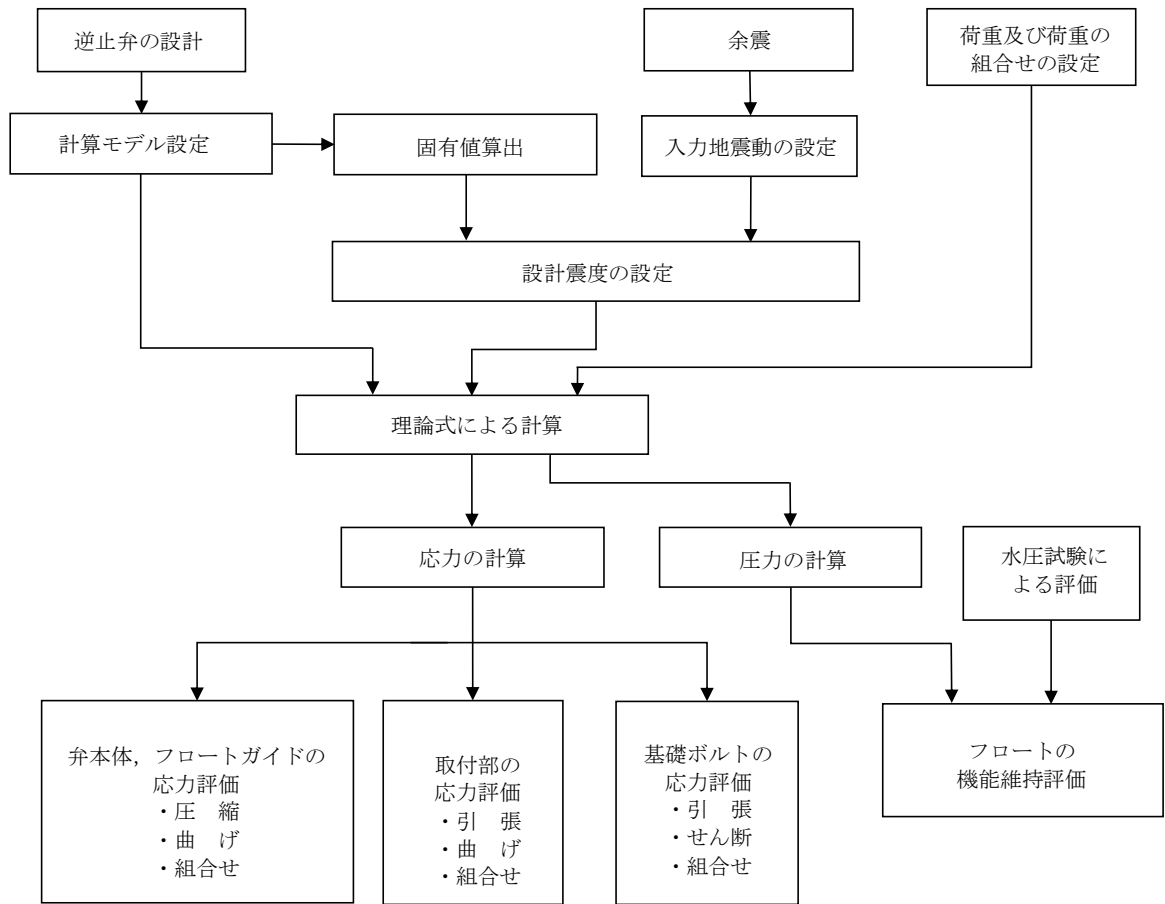 逆止弁の設計
余震
荷重及び荷重の
組合せの設定
計算モデル設定
固有値算出
入力地震動の設定
設計震度の設定
理論式による計算
応力の計算
圧力の計算
水圧試験に
よる評価
弁本体，フロートガイドの
応力評価
・圧　縮
・曲　げ
・組合せ
取付部の
応力評価
・引　張
・曲　げ
・組合せ
基礎ボルトの
応力評価
・引　張
・せん断
・組合せ
フロートの
機能維持評価